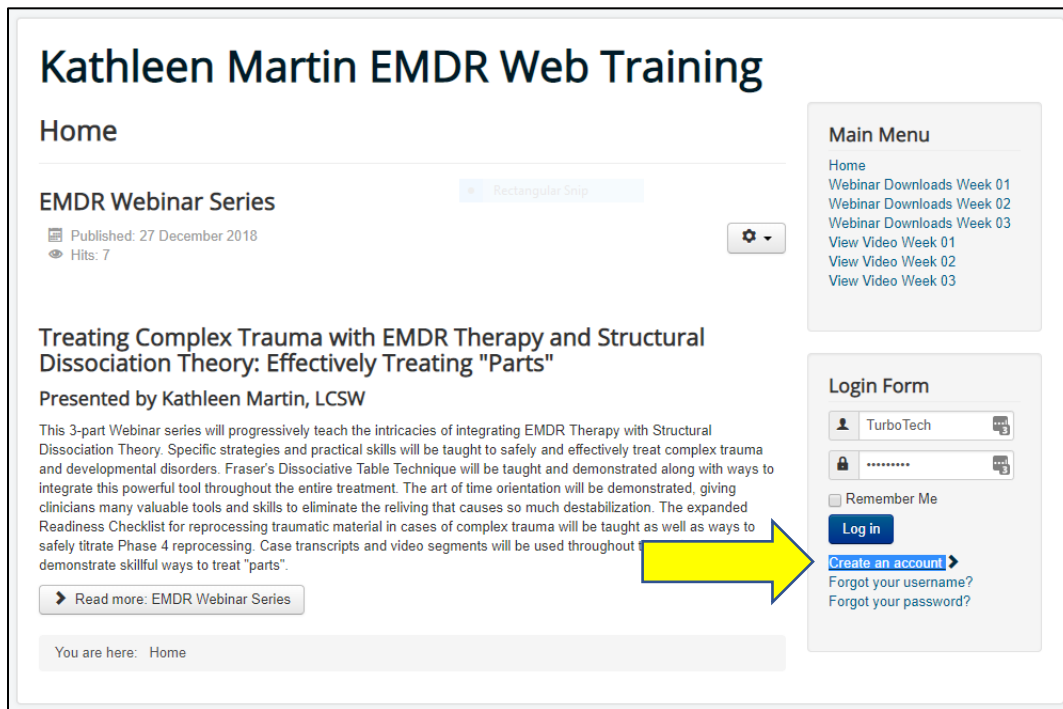 Kathleen Martin EMDR Web Training
Home
EMDR Webinar Series
Rectangular Snip
Published: 27 December 2018
Hits: 7
Treating Complex Trauma with EMDR Therapy and Structural
Dissociation Theory: Effectively Treating "Parts"
Presented by Kathleen Martin, LCSW
This 3-part Webinar series will progressively teach the intricacies of integrating EMDR Therapy with Structural
Dissociation Theory. Specific strategies and practical skills will be taught to safely and effectively treat complex trauma
and developmental disorders. Fraser's Dissociative Table Technique will be taught and demonstrated along with ways to
integrate this powerful tool throughout the entire treatment. The art of time orientation will be demonstrated, giving
clinicians many valuable tools and skills to eliminate the reliving that causes so much destabilization. The expanded
Readiness Checklist for reprocessing traumatic material in cases of complex trauma will be taught as well as ways to
safely titrate Phase 4 reprocessing. Case transcripts and video segments will be used throughout
demonstrate skillful ways to treat "parts".
Read more: EMDR Webinar Series
You are here: Home
Main Menu
Home
Webinar Downloads Week 01
Webinar Downloads Week 02
Webinar Downloads Week 03
View Video Week 01
View Video Week 02
View Video Week 03
Login Form
TurboTech
Remember Me
Log in
Create an account
Forgot your username?
Forgot your password?